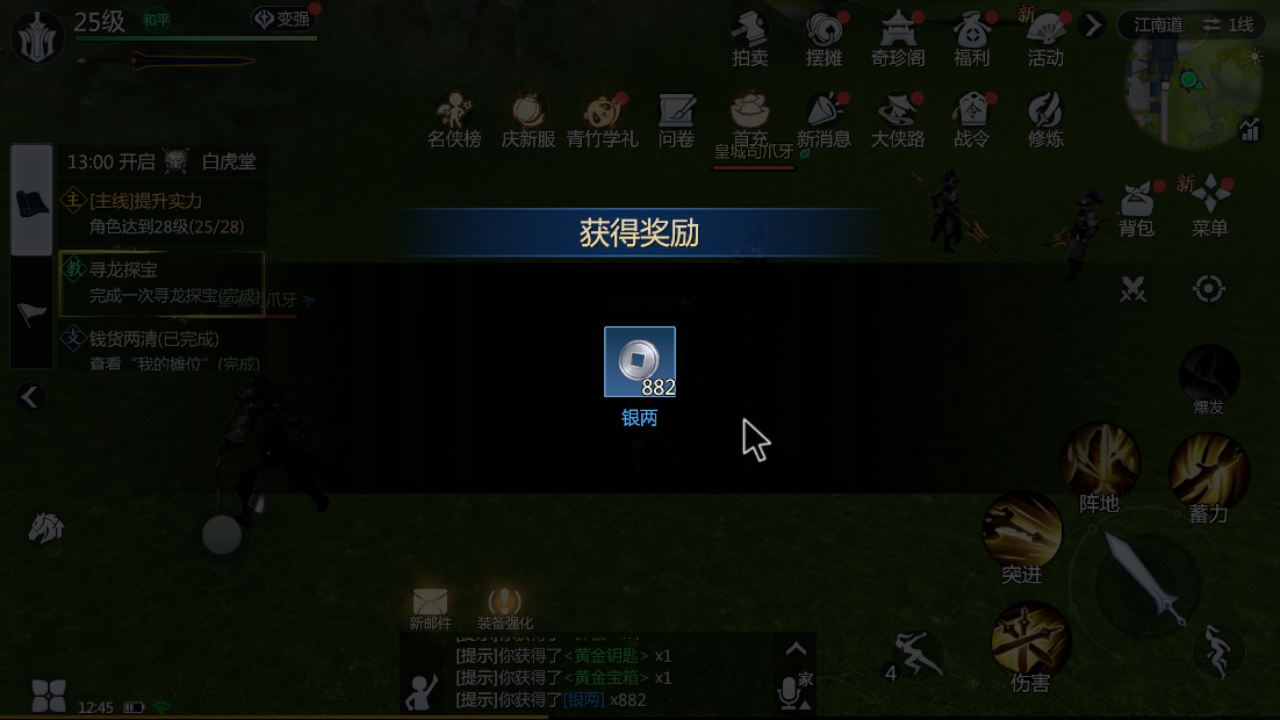 25级
和平
变强
拍卖
摆摊
奇珍阁
福利
新
活动
江南道
1线
名侠榜
庆新服
青竹学礼
问卷
首充
新消息
大侠路
战令
修炼
皇城司爪牙
13:00 开启
白虎堂
主
[主线]提升实力
角色达到28级(25/28)
教
寻龙探宝
完成一次寻龙探宝(完成)
支
钱货两清(已完成)
查看“我的摊位”(完成)
新
背包
菜单
获得奖励
882
银两
爆发
阵地
蓄力
突进
伤害
4
新邮件
装备强化
[提示]你获得了<黄金钥匙> x1
[提示]你获得了<黄金宝箱> x1
[提示]你获得了[银两] x882
家
12:45